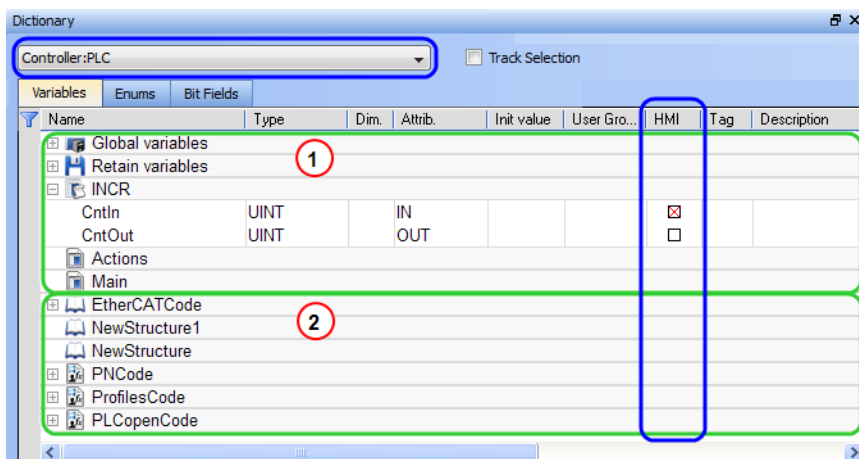 Dictionary
Controller:PLC
Track Selection
Variables Enums Bit Fields
Name Type Dim. Attrib. Init value User Gro... HMI Tag Description
Global variables
1
Retain variables
INCR
CntIn UINT IN
CntOut UINT OUT
Actions
Main
EtherCATCode
2
NewStructure1
NewStructure
PNCode
ProfilesCode
PLCopenCode